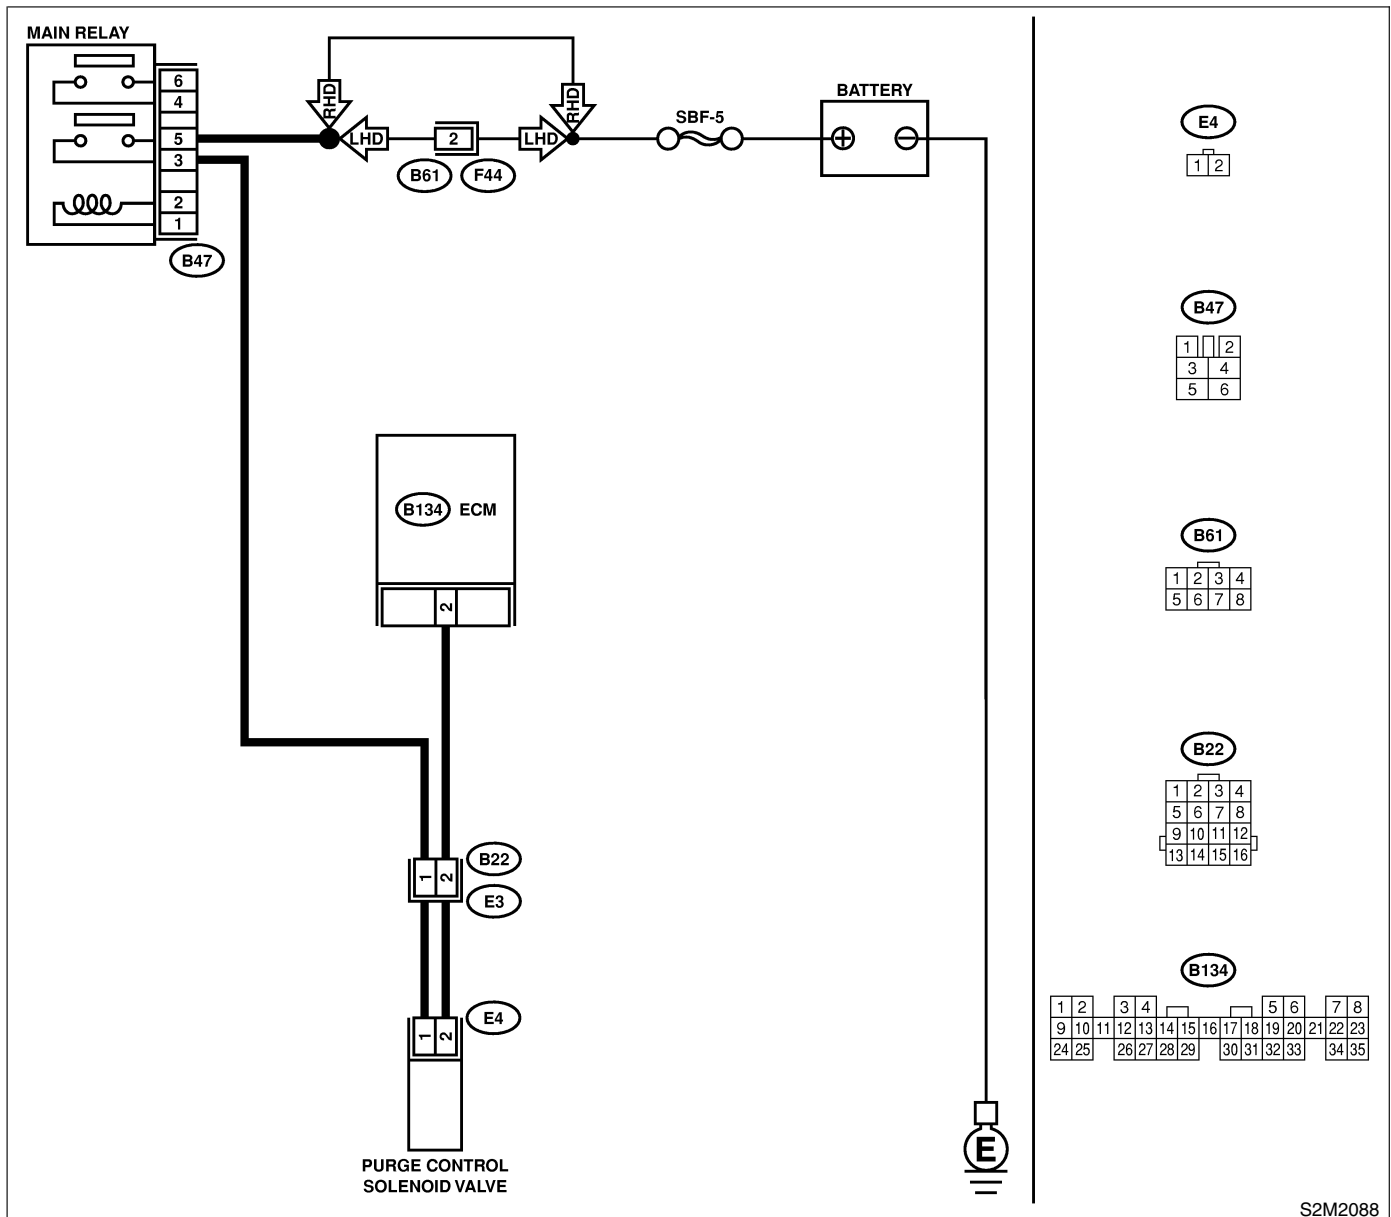 MAIN RELAY
6
4
5
3
2
1
B47
RHD
RHD
LHD
2
LHD
B61
F44
SBF-5
BATTERY
B134 ECM
2
B22
1 2
E3
E4
1 2
PURGE CONTROL
SOLENOID VALVE
E
E4
1 2
B47
1 2
3 4
5 6
B61
1 2 3 4
5 6 7 8
B22
1 2 3 4
5 6 7 8
9 10 11 12
13 14 15 16
B134
1 2 3 4 5 6 7 8
9 10 11 12 13 14 15 16 17 18 19 20 21 22 23
24 25 26 27 28 29 30 31 32 33 34 35
S2M2088